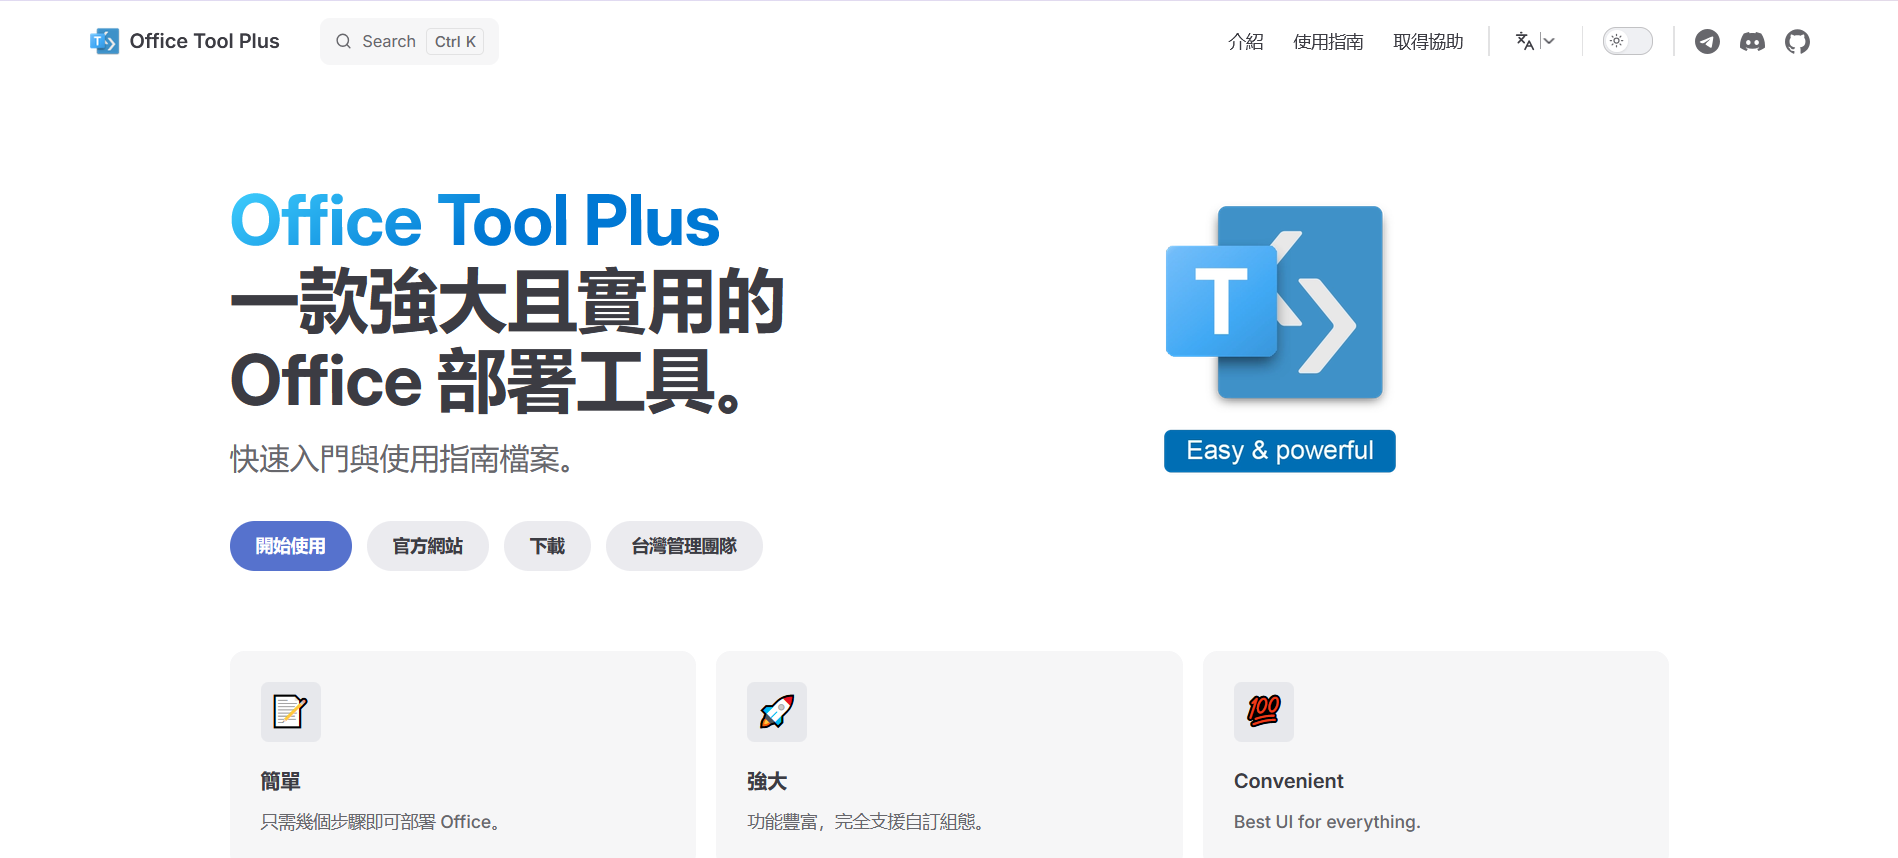 Office Tool Plus
Search
Ctrl K
介紹
使用指南
取得協助
Office Tool Plus
一款強大且實用的
Office 部署工具。
快速入門與使用指南檔案。
T
Easy & powerful
開始使用
官方網站
下載
台灣管理團隊
簡單
只需幾個步驟即可部署 Office。
強大
功能豐富，完全支援自訂組態。
Convenient
Best UI for everything.